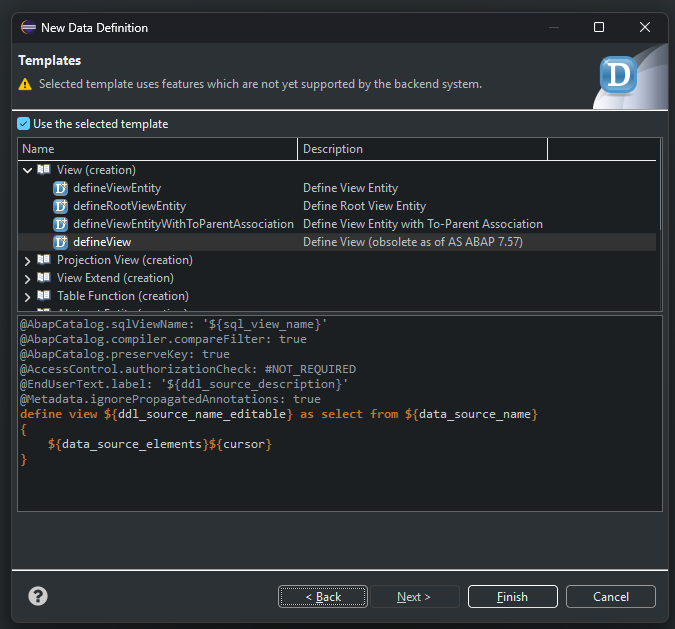 New Data Definition
Templates
Selected template uses features which are not yet supported by the backend system.
D
Use the selected template
Name Description
View (creation)
defineViewEntity Define View Entity
defineRootViewEntity Define Root View Entity
defineViewEntityWithToParentAssociation Define View Entity with To-Parent Association
defineView Define View (obsolete as of AS ABAP 7.57)
Projection View (creation)
View Extend (creation)
Table Function (creation)
@AbapCatalog.sqlViewName: '${sql_view_name}'
@AbapCatalog.compiler.compareFilter: true
@AbapCatalog.preserveKey: true
@AccessControl.authorizationCheck: #NOT_REQUIRED
@EndUserText.label: '${ddl_source_description}'
@Metadata.ignorePropagatedAnnotations: true
define view ${ddl_source_name_editable} as select from ${data_source_name}
{
    ${data_source_elements}${cursor}
}
? < Back Next > Finish Cancel